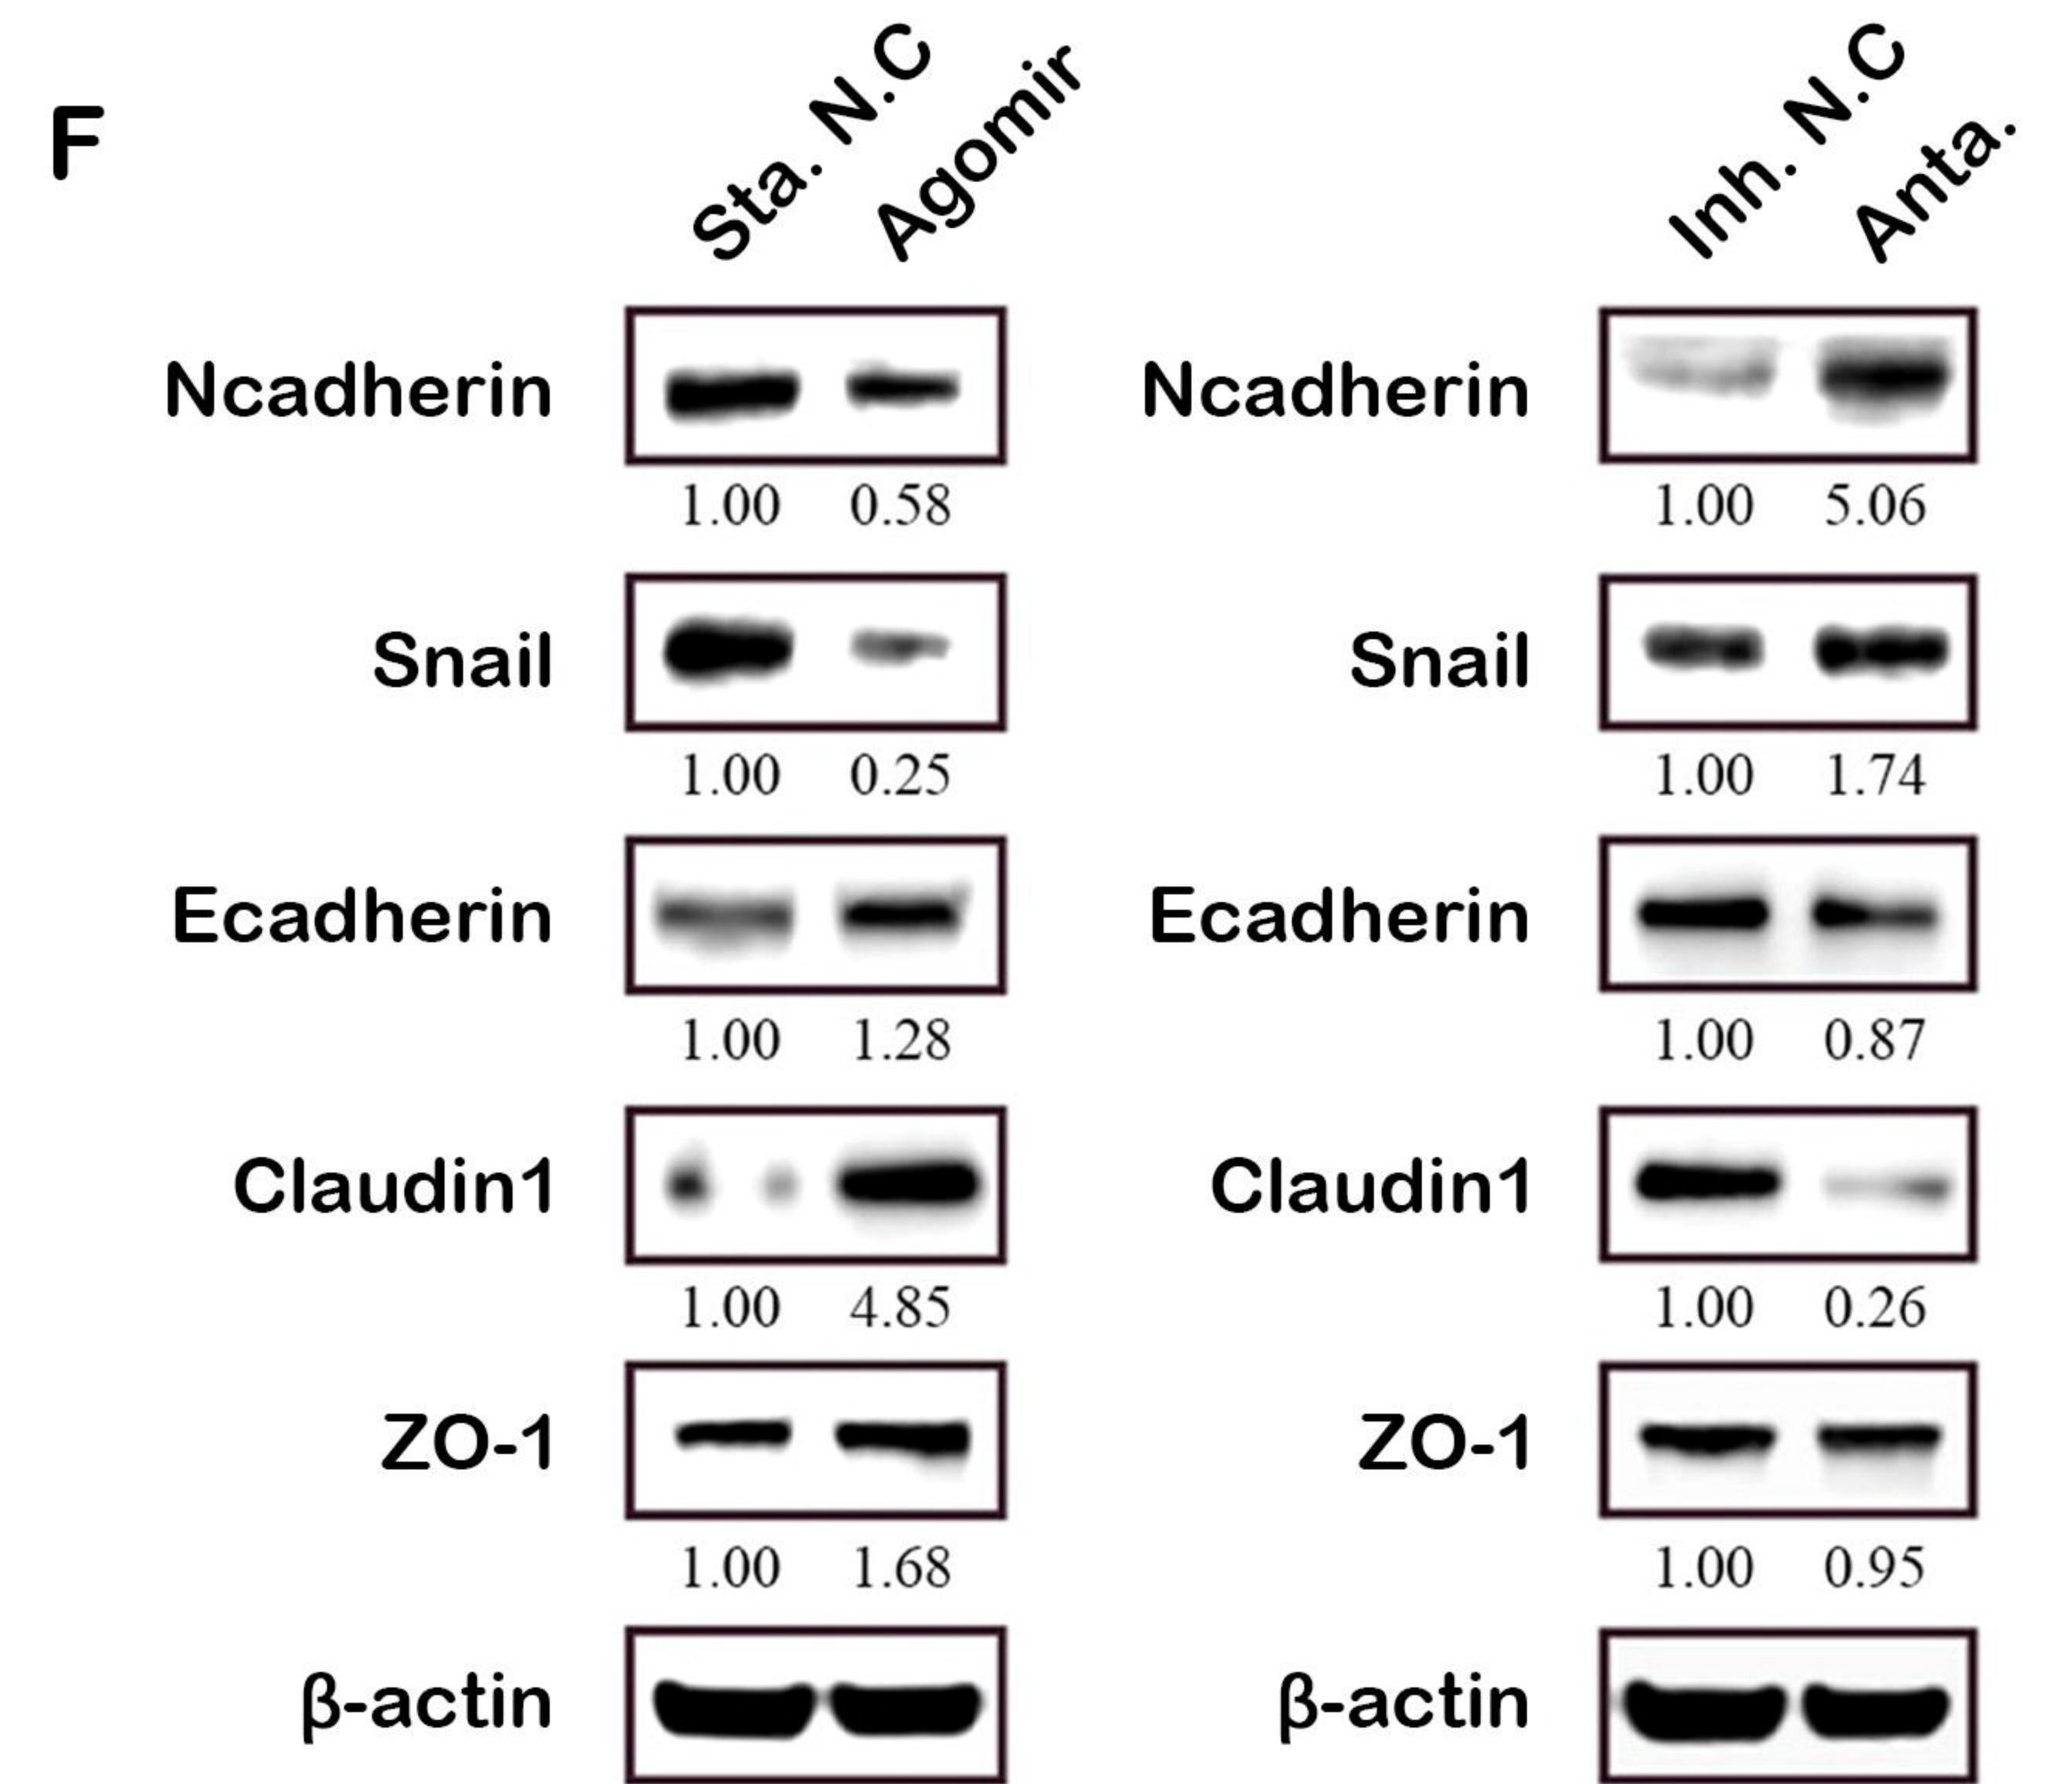 F
Sta. N.C Agomir Inh. N.C Anta.
Ncadherin Ncadherin
1.00 0.58 1.00 5.06
Snail Snail
1.00 0.25 1.00 1.74
Ecadherin Ecadherin
1.00 1.28 1.00 0.87
Claudin1 Claudin1
1.00 4.85 1.00 0.26
ZO-1 ZO-1
1.00 1.68 1.00 0.95
β-actin β-actin